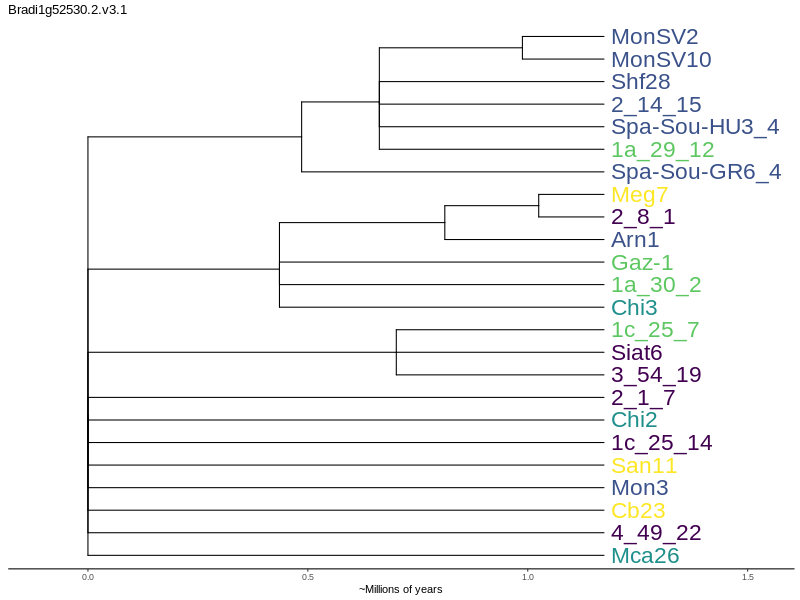 Bradi1g52530.2.v3.1
MonSV2
MonSV10
Shf28
2_14_15
Spa-Sou-HU3_4
1a_29_12
Spa-Sou-GR6_4
Meg7
2_8_1
Arn1
Gaz-1
1a_30_2
Chi3
1c_25_7
Siat6
3_54_19
2_1_7
Chi2
1c_25_14
San11
Mon3
Cb23
4_49_22
Mca26
0.0 0.5 1.0 1.5
~Millions of years